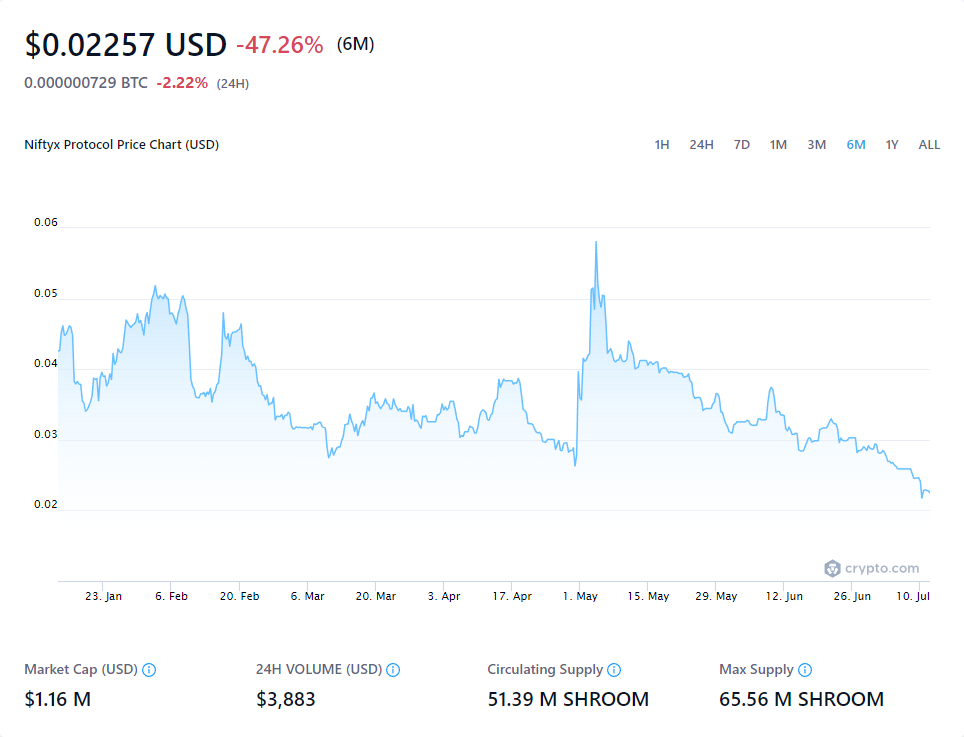 $0.02257 USD -47.26% (6M)
0.000000729 BTC -2.22% (24H)
Niftyx Protocol Price Chart (USD) 1H 24H 7D 1M 3M 6M 1Y ALL
0.06
0.05
0.04
0.03
0.02
crypto.com
23. Jan 6. Feb 20. Feb 6. Mar 20. Mar 3. Apr 17. Apr 1. May 15. May 29. May 12. Jun 26. Jun 10. Jul
Market Cap (USD) 24H VOLUME (USD) Circulating Supply Max Supply
$1.16 M $3,883 51.39 M SHROOM 65.56 M SHROOM